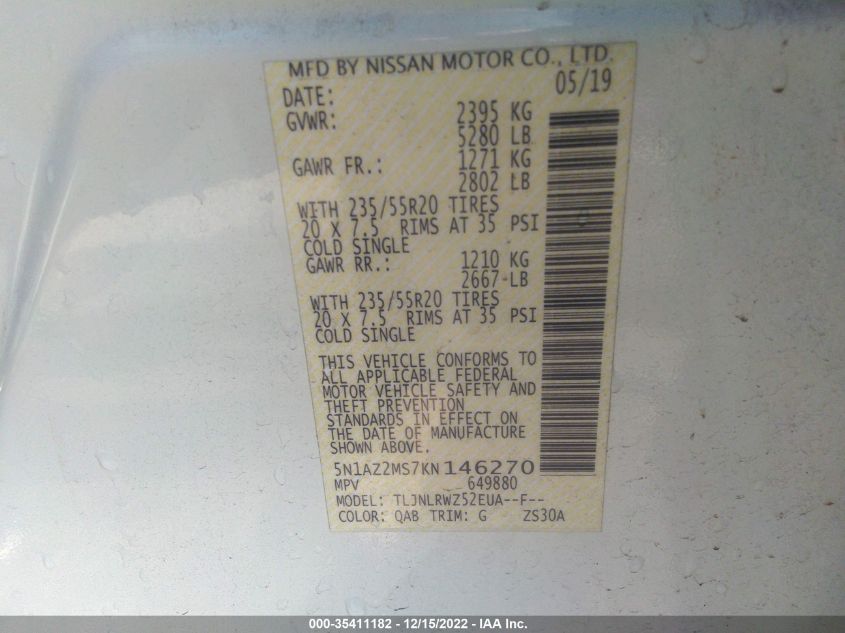 MFD BY NISSAN MOTOR CO., LTD.
DATE: 05/19
GVWR: 2395 KG
5280 LB
GAWR FR.: 1271 KG
2802 LB
WITH 235/55R20 TIRES
20 X 7.5 RIMS AT 35 PSI
COLD SINGLE
GAWR RR.: 1210 KG
2667 LB
WITH 235/55R20 TIRES
20 X 7.5 RIMS AT 35 PSI
COLD SINGLE
THIS VEHICLE CONFORMS TO
ALL APPLICABLE FEDERAL
MOTOR VEHICLE SAFETY AND
THEFT PREVENTION
STANDARDS IN EFFECT ON
THE DATE OF MANUFACTURE
SHOWN ABOVE.
5N1AZ2MS7KN146270
MPV 649880
MODEL: TLJNLRWZ52EUA--F--
COLOR: QAB TRIM: G ZS30A
000-35411182 - 12/15/2022 - IAA Inc.